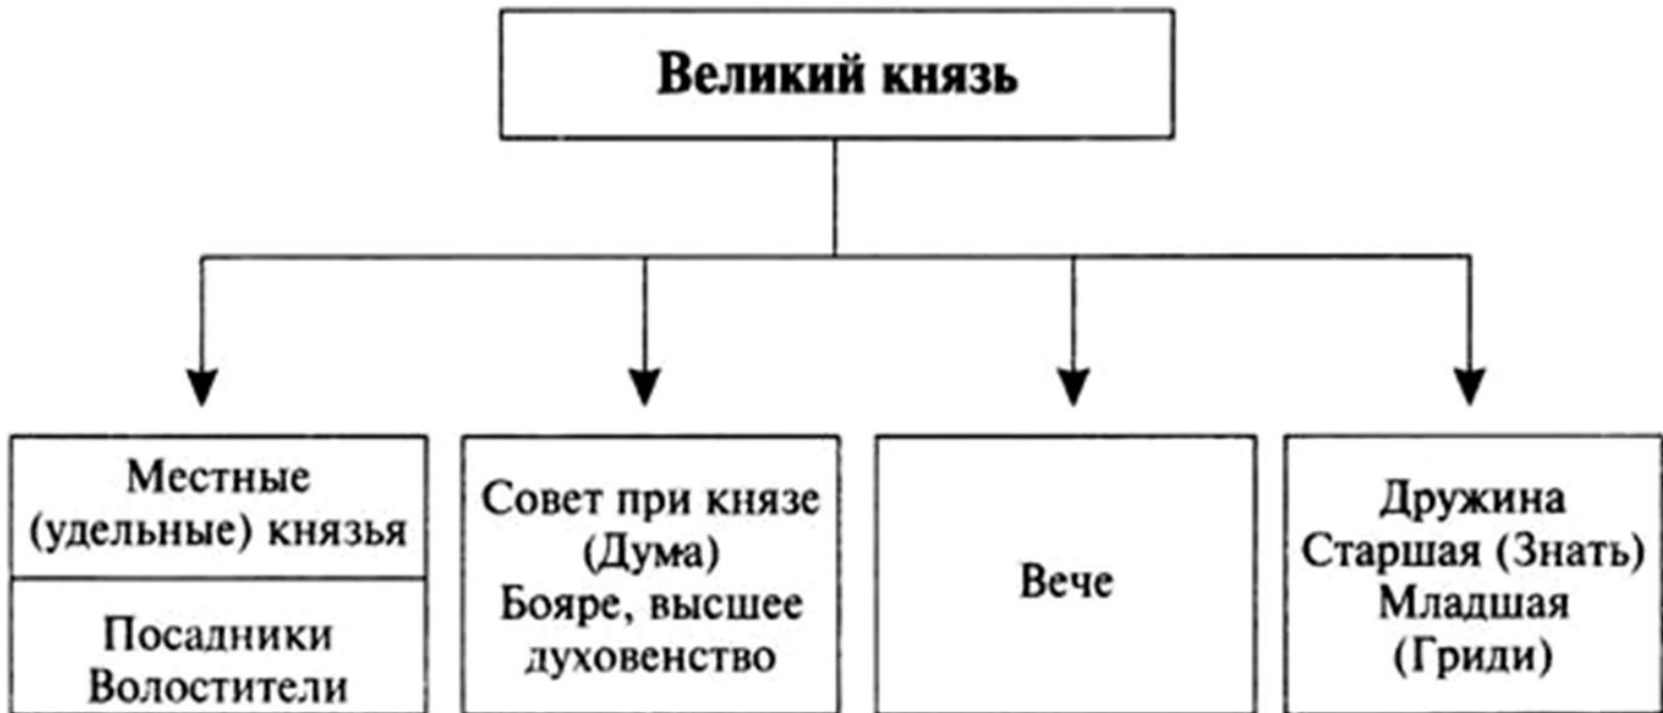 Великий князь
Местные
(удельные) князья
Посадники
Волостители
Совет при князе
(Дума)
Бояре, высшее
духовенство
Вече
Дружина
Старшая (Знать)
Младшая
(Гриди)